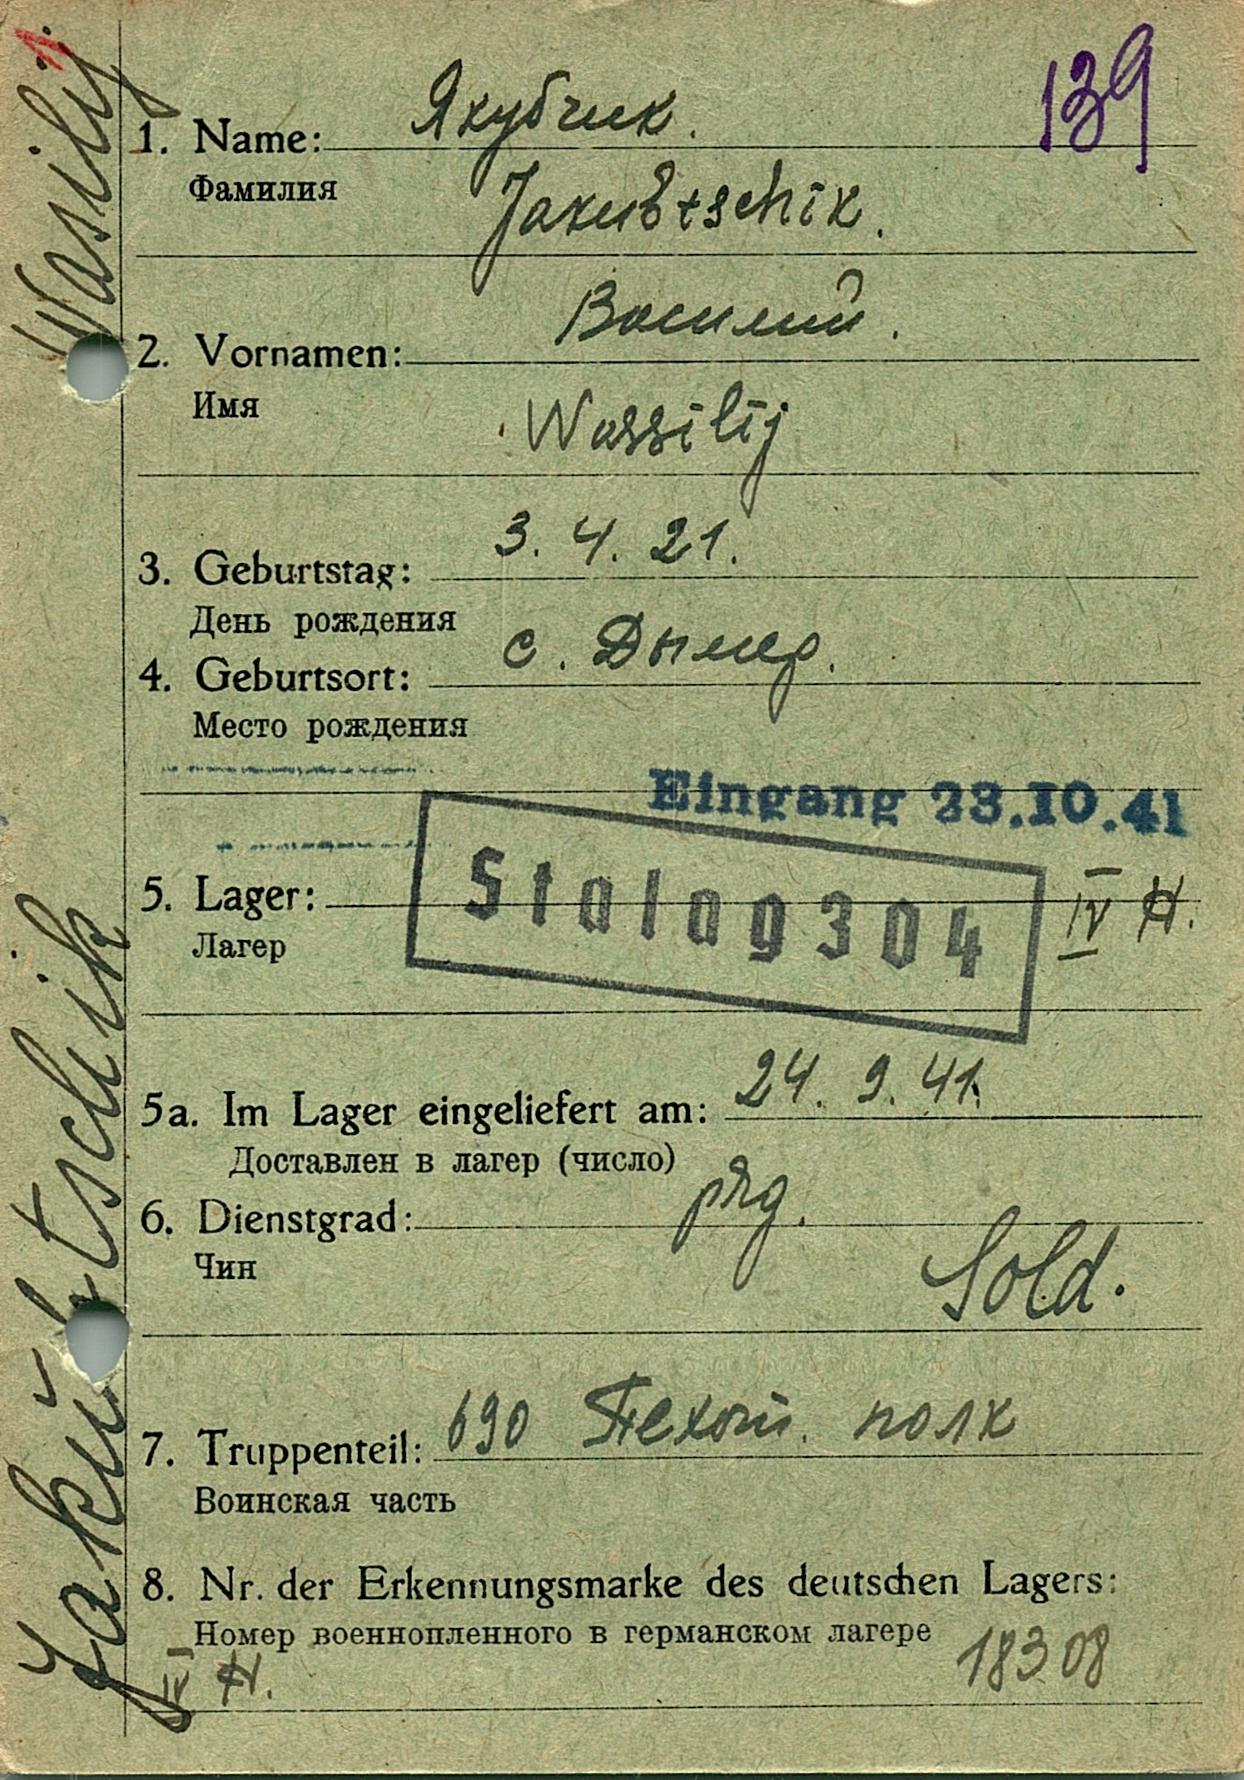 139
1. Name: Якубчик.
Фамилия
Jakubtschik.
2. Vornamen: Василий.
Имя
Wassilij
3. Geburtstag: 3. 4. 21.
День рождения
4. Geburtsort: с. Дымер.
Место рождения
Eingang 23.10.41
5. Lager: Stalag 304 IV H.
Лагер
5a. Im Lager eingeliefert am: 24. 9. 41.
Доставлен в лагер (число)
6. Dienstgrad: ряд.
Чин
Sold.
7. Truppenteil: 690 Пехот. полк
Воинская часть
8. Nr. der Erkennungsmarke des deutschen Lagers:
Номер военнопленного в германском лагере 18308
IV H.
Jakubtschik Wasilij